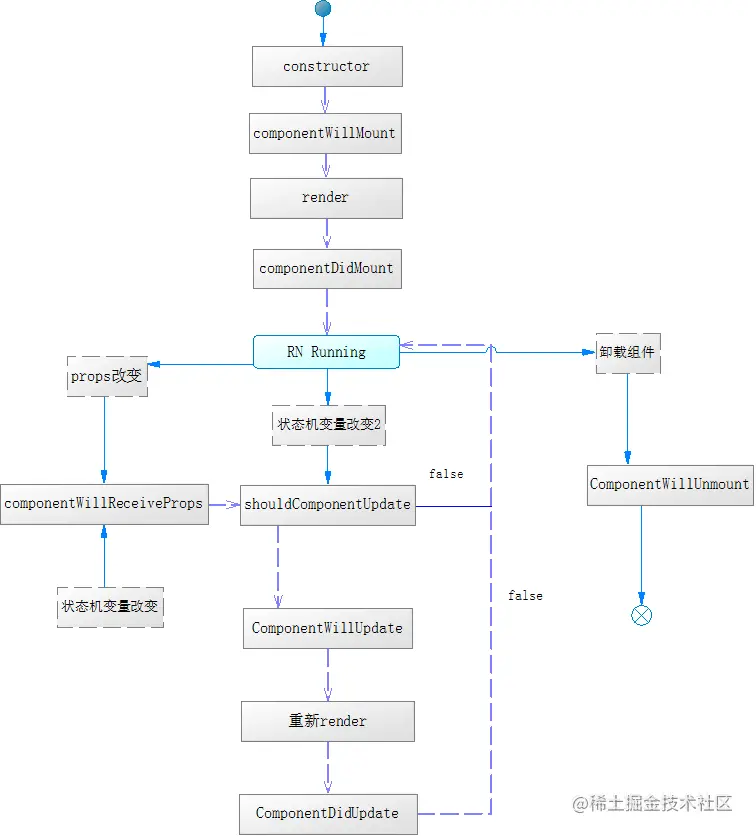 constructor
componentWillMount
render
componentDidMount
RN Running
卸载组件
props改变
状态机变量改变2
false
componentWillReceiveProps
shouldComponentUpdate
ComponentWillUnmount
状态机变量改变
false
ComponentWillUpdate
重新render
ComponentDidUpdate
@稀土掘金技术社区